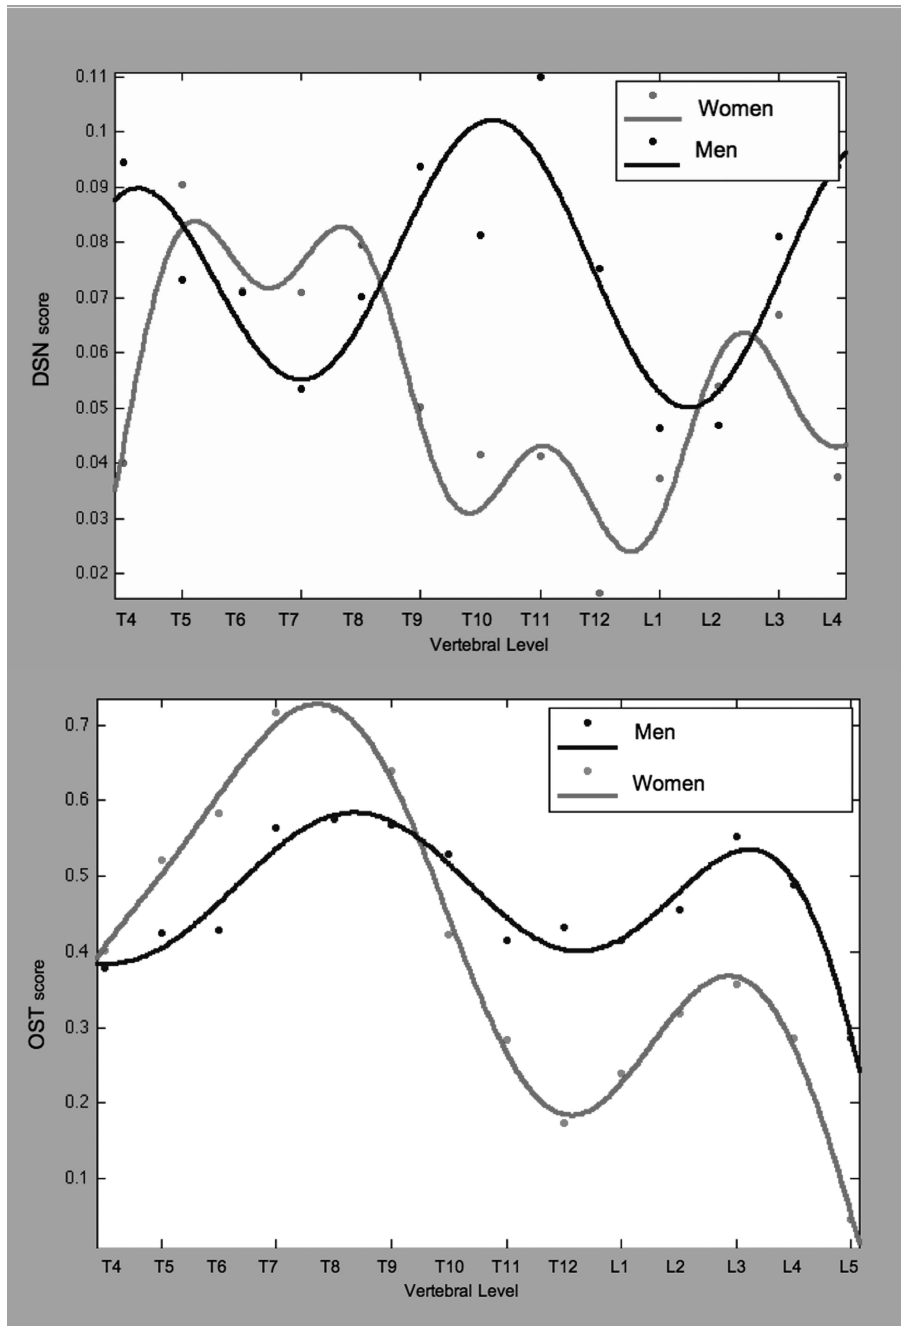 0.11
0.1
0.09
0.08
0.07
0.06
0.05
0.04
0.03
0.02
DSN score
Women
Men
T4 T5 T6 T7 T8 T9 T10 T11 T12 L1 L2 L3 L4
Vertebral Level
0.7
0.6
0.5
0.4
0.3
0.2
0.1
OST score
Men
Women
T4 T5 T6 T7 T8 T9 T10 T11 T12 L1 L2 L3 L4 L5
Vertebral Level